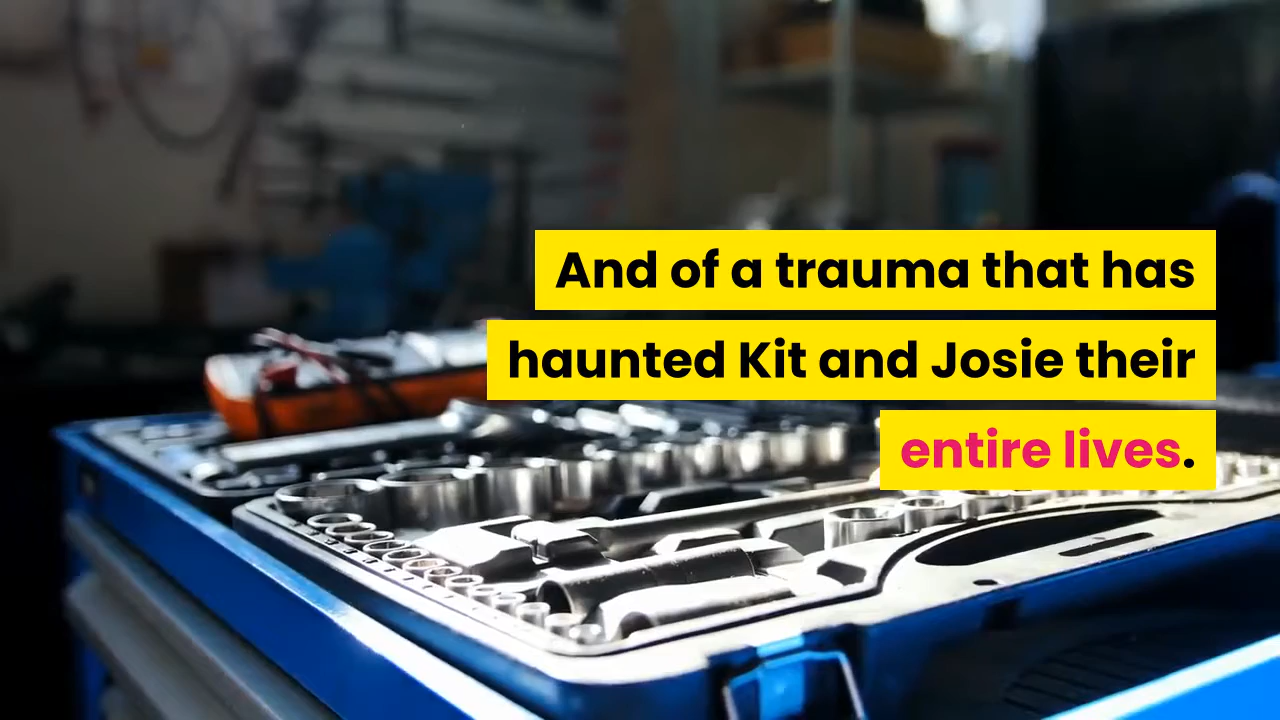 And of a trauma that has
haunted Kit and Josie their
entire lives.